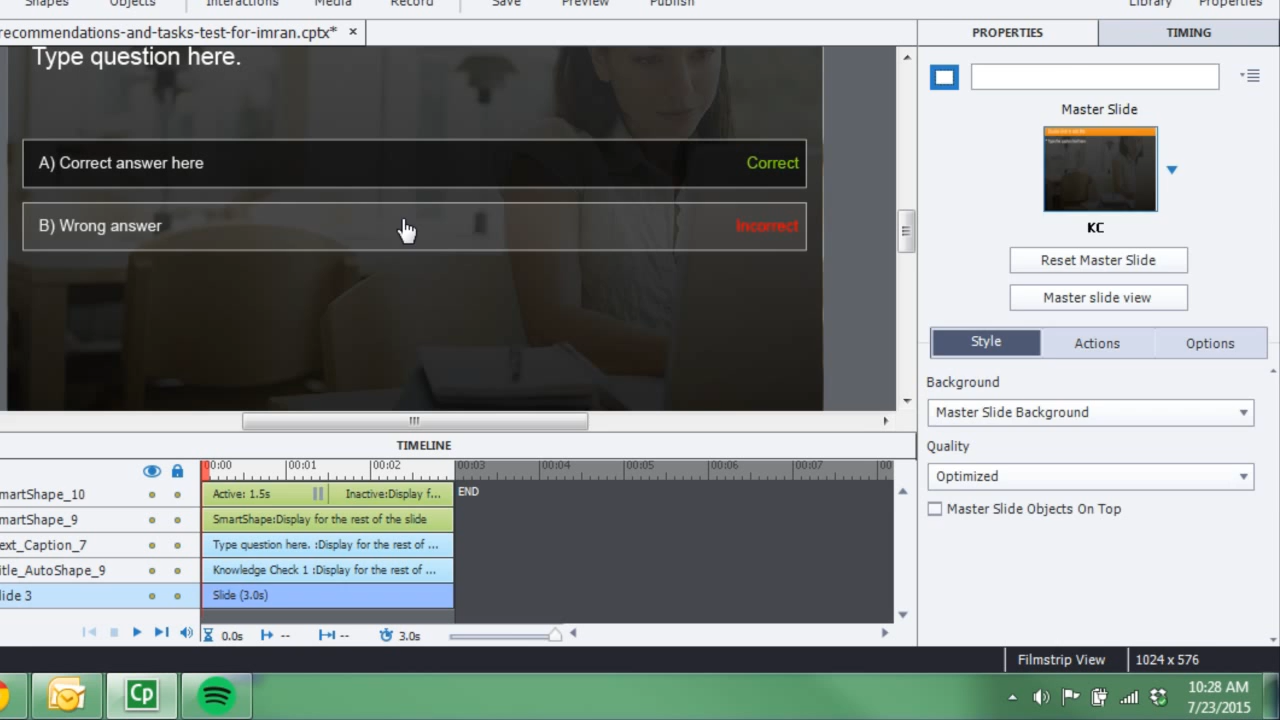 Shapes Objects Interactions Media Record Save Preview Publish Library Properties
recommendations-and-tasks-test-for-imran.cptx* ×
PROPERTIES TIMING
Type question here.
Master Slide
A) Correct answer here Correct
B) Wrong answer Incorrect
KC
Reset Master Slide
Master slide view
Style Actions Options
Background
Master Slide Background
Quality
Optimized
Master Slide Objects On Top
TIMELINE
00:00 00:01 00:02 00:03 00:04 00:05 00:06 00:07 00
martShape_10 Active: 1.5s Inactive:Display f... END
martShape_9 SmartShape:Display for the rest of the slide
ext_Caption_7 Type question here. :Display for the rest of ...
itle_AutoShape_9 Knowledge Check 1 :Display for the rest of ...
lide 3 Slide (3.0s)
0.0s -- -- 3.0s
Filmstrip View 1024 x 576
Cp
10:28 AM
7/23/2015